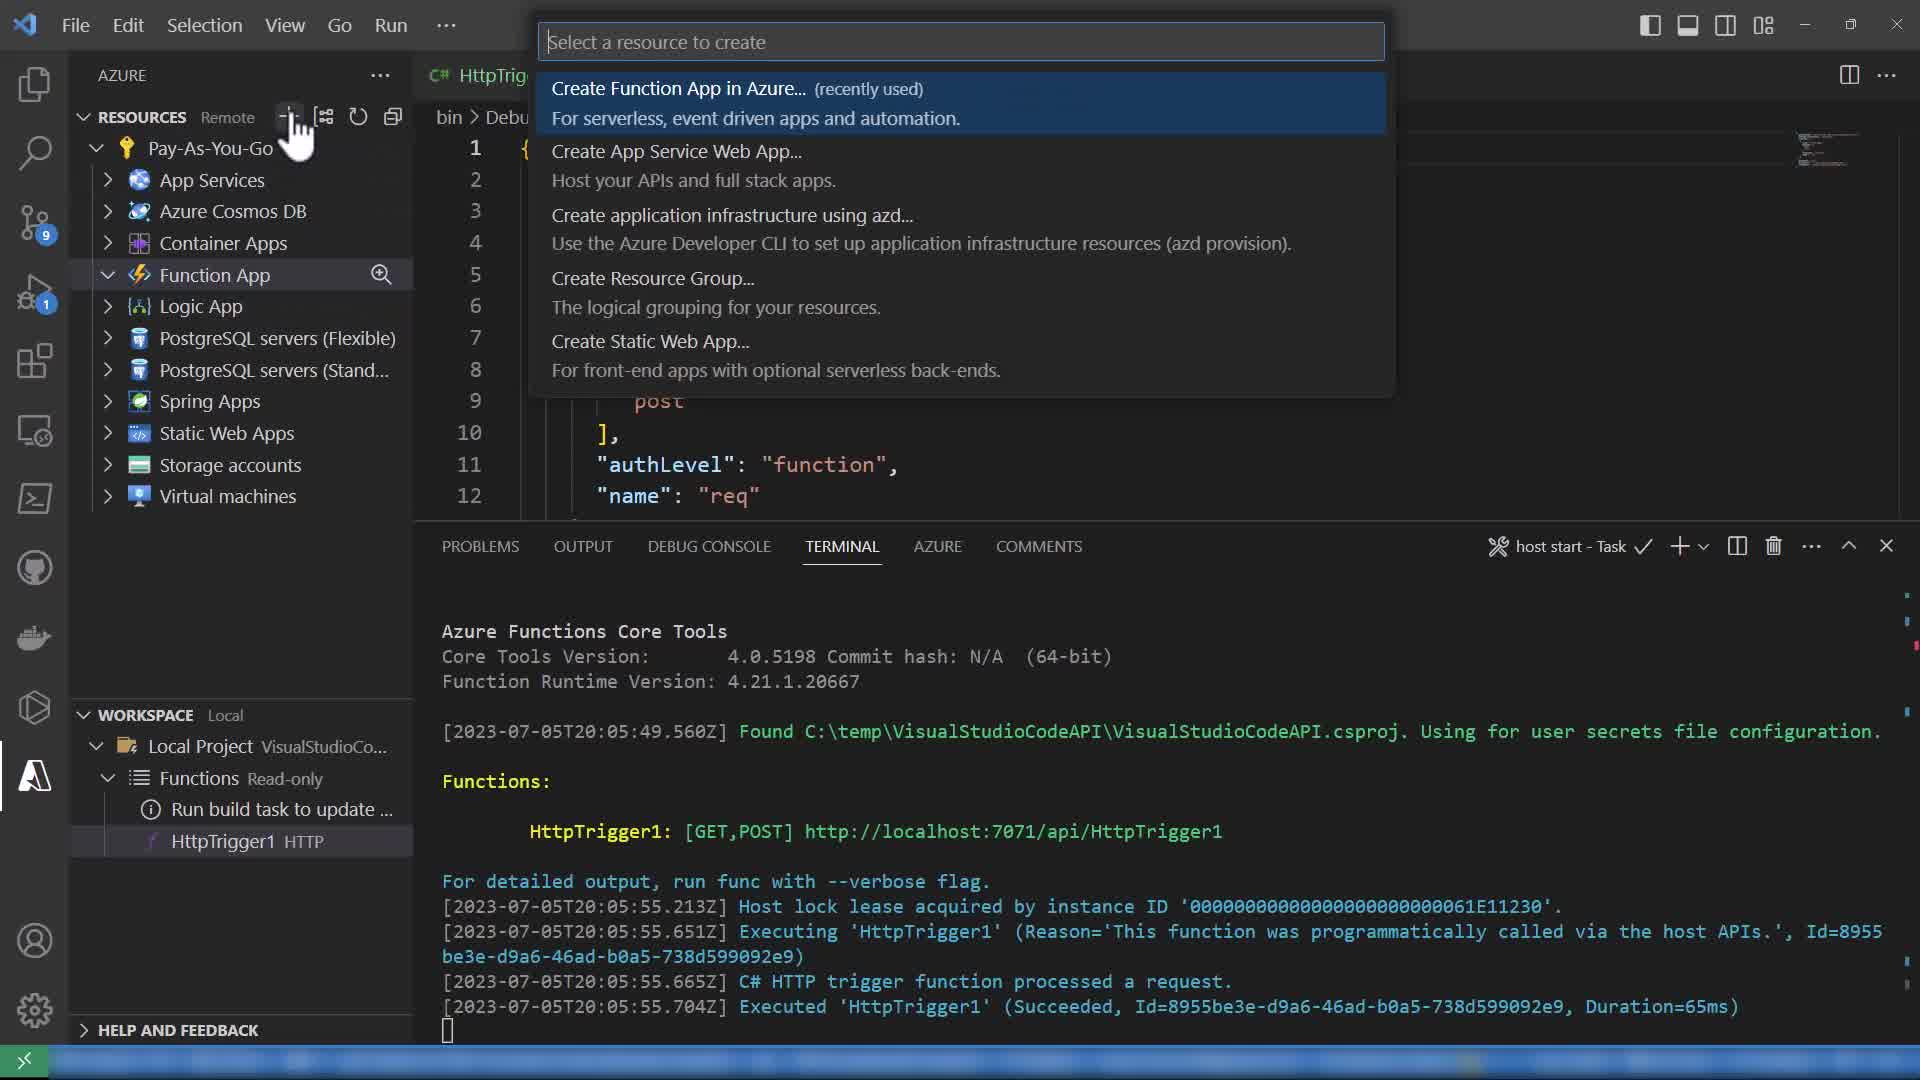 File Edit Selection View Go Run ...
Select a resource to create
AZURE
C# HttpTrig
Create Function App in Azure... (recently used)
For serverless, event driven apps and automation.
RESOURCES Remote
bin > Debu
Pay-As-You-Go
1 {
Create App Service Web App...
Host your APIs and full stack apps.
App Services
2
Azure Cosmos DB
3
Create application infrastructure using azd...
Use the Azure Developer CLI to set up application infrastructure resources (azd provision).
Container Apps
4
Function App
5
Create Resource Group...
The logical grouping for your resources.
Logic App
6
PostgreSQL servers (Flexible)
7
Create Static Web App...
For front-end apps with optional serverless back-ends.
PostgreSQL servers (Stand...
8
Spring Apps
9 post
Static Web Apps
10 ],
Storage accounts
11 "authLevel": "function",
Virtual machines
12 "name": "req"
PROBLEMS OUTPUT DEBUG CONSOLE TERMINAL AZURE COMMENTS
host start - Task
Azure Functions Core Tools
Core Tools Version: 4.0.5198 Commit hash: N/A (64-bit)
Function Runtime Version: 4.21.1.20667
[2023-07-05T20:05:49.560Z] Found C:\temp\VisualStudioCodeAPI\VisualStudioCodeAPI.csproj. Using for user secrets file configuration.
Functions:
HttpTrigger1: [GET,POST] http://localhost:7071/api/HttpTrigger1
For detailed output, run func with --verbose flag.
[2023-07-05T20:05:55.213Z] Host lock lease acquired by instance ID '00000000000000000000000061E11230'.
[2023-07-05T20:05:55.651Z] Executing 'HttpTrigger1' (Reason='This function was programmatically called via the host APIs.', Id=8955
be3e-d9a6-46ad-b0a5-738d599092e9)
[2023-07-05T20:05:55.665Z] C# HTTP trigger function processed a request.
[2023-07-05T20:05:55.704Z] Executed 'HttpTrigger1' (Succeeded, Id=8955be3e-d9a6-46ad-b0a5-738d599092e9, Duration=65ms)
WORKSPACE Local
Local Project VisualStudioCo...
Functions Read-only
Run build task to update ...
HttpTrigger1 HTTP
HELP AND FEEDBACK
9
1